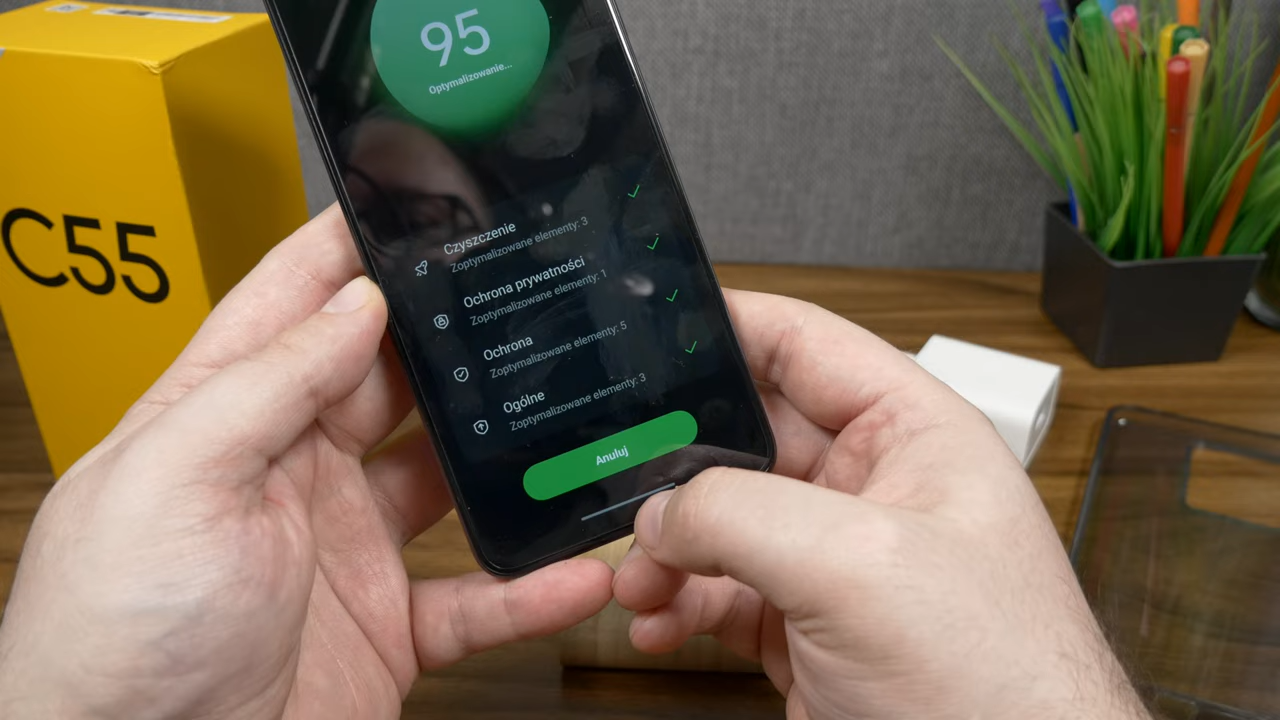 C55
95
Optymalizowanie...
Czyszczenie
Zoptymalizowane elementy: 3
Ochrona prywatności
Zoptymalizowane elementy: 1
Ochrona
Zoptymalizowane elementy: 5
Ogólne
Zoptymalizowane elementy: 3
Anuluj